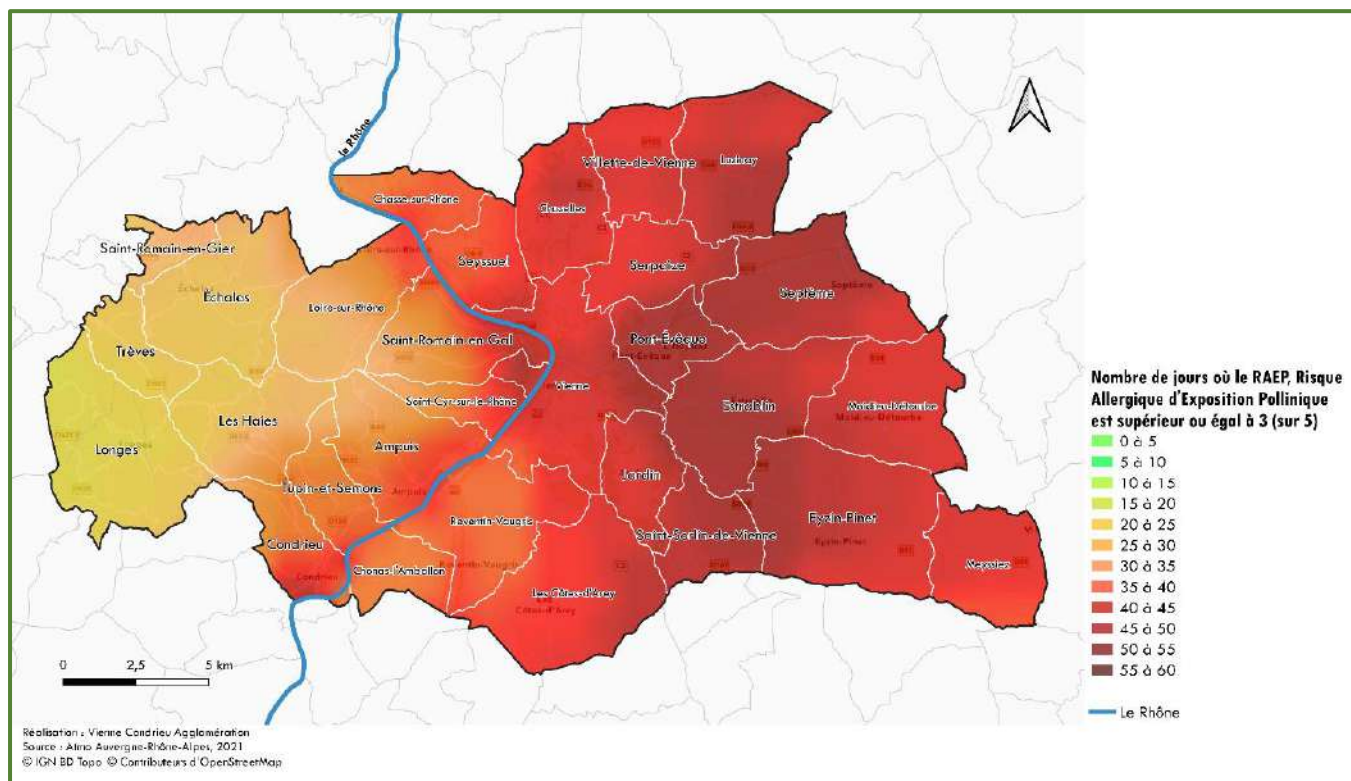 le Rhône
Villette-de-Vienne
Luzinay
Chasse-sur-Rhône
Chuzelles
Saint-Romain-en-Gier
Seyssuel
Serpaize
Échalas
Loire-sur-Rhône
Septème
Saint-Romain-en-Gal
Pont-Évêque
Trèves
Vienne
Saint-Cyr-sur-le-Rhône
Estrablin
Moidieu-Détourbe
Les Haies
Longes
Ampuis
Jardin
Tupin-et-Semons
Reventin-Vaugris
Eyzin-Pinet
Saint-Sorlin-de-Vienne
Condrieu
Chonas-l'Amballan
Meyssiez
Les Côtes-d'Arey
Nombre de jours où le RAEP, Risque
Allergique d'Exposition Pollinique
est supérieur ou égal à 3 (sur 5)
0 à 5
5 à 10
10 à 15
15 à 20
20 à 25
25 à 30
30 à 35
35 à 40
40 à 45
45 à 50
50 à 55
55 à 60
Le Rhône
0 2,5 5 km
Réalisation : Vienne Condrieu Agglomération
Source : Atmo Auvergne-Rhône-Alpes, 2021
© IGN BD Topo © Contributeurs d'OpenStreetMap